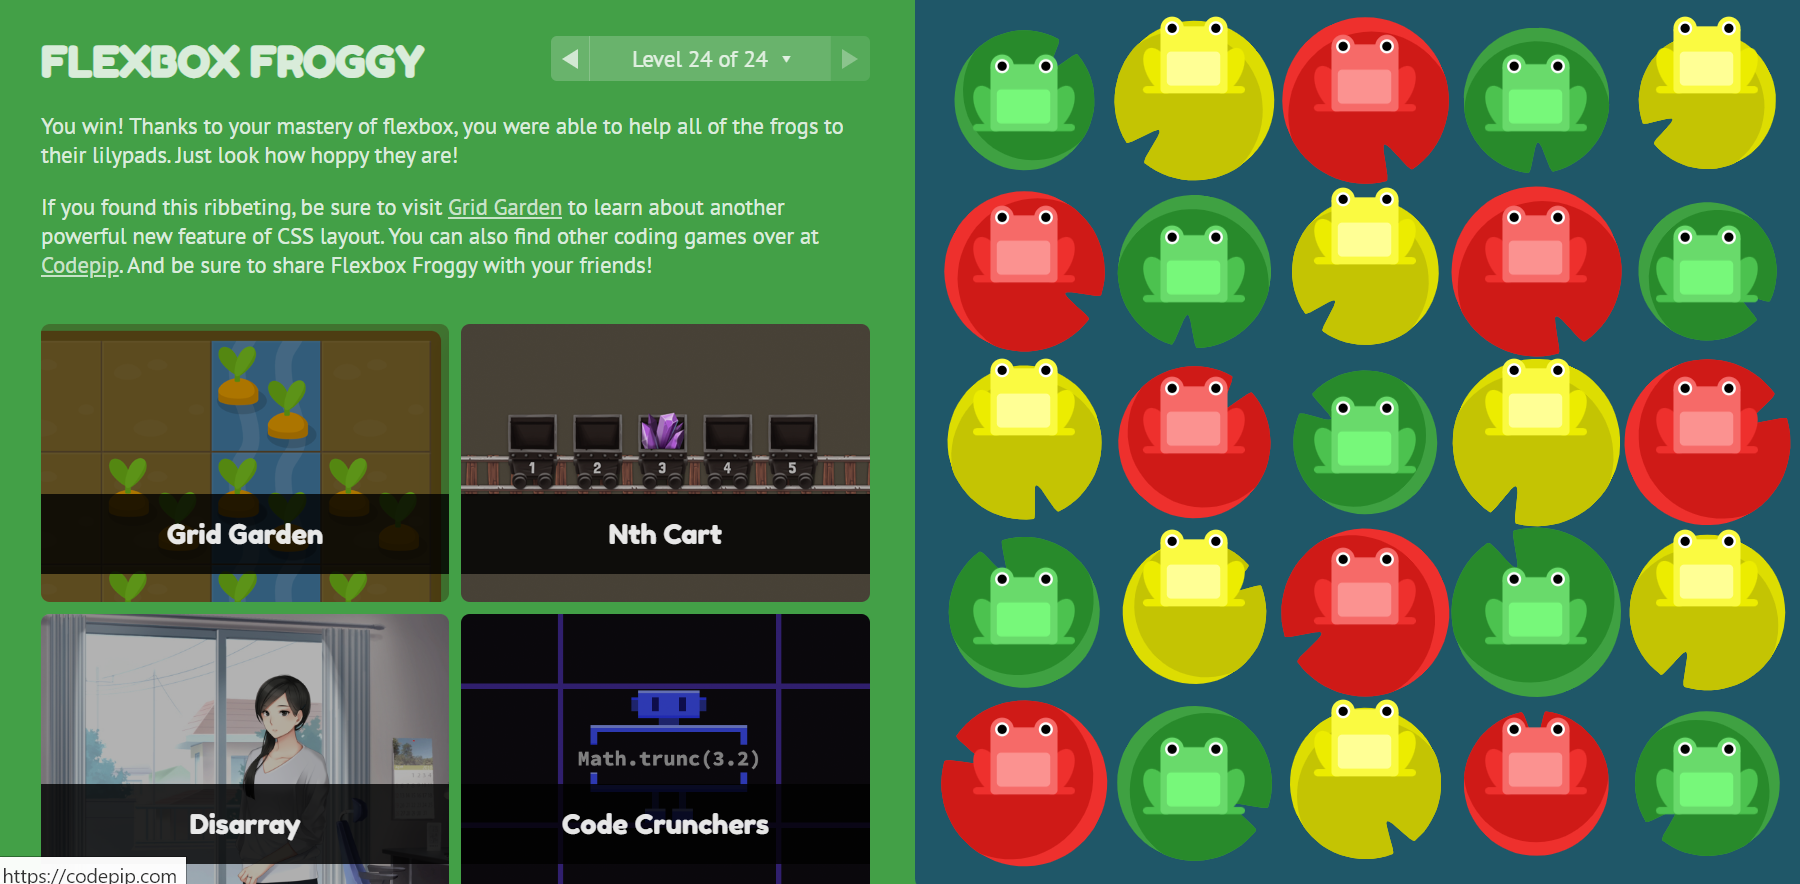 FLEXBOX FROGGY
Level 24 of 24
You win! Thanks to your mastery of flexbox, you were able to help all of the frogs to
their lilypads. Just look how hoppy they are!
If you found this ribbeting, be sure to visit Grid Garden to learn about another
powerful new feature of CSS layout. You can also find other coding games over at
Codepip. And be sure to share Flexbox Froggy with your friends!
1 2 3 4 5
Grid Garden
Nth Cart
Math.trunc(3.2)
Disarray
Code Crunchers
https://codepip.com